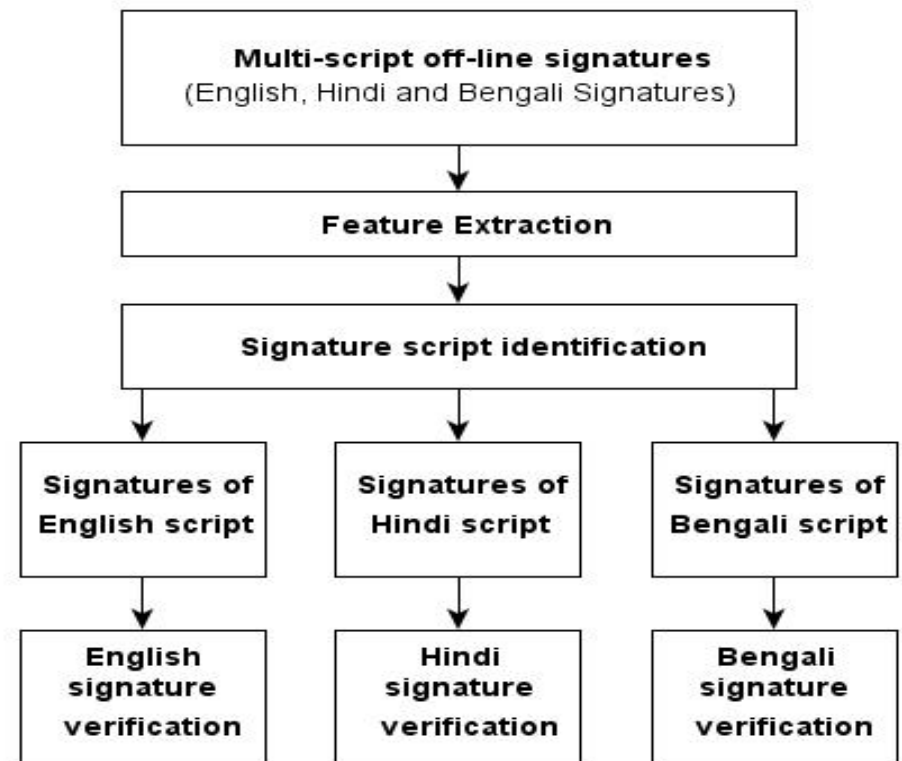 Multi-script off-line signatures
(English, Hindi and Bengali Signatures)
Feature Extraction
Signature script identification
Signatures of
English script
Signatures of
Hindi script
Signatures of
Bengali script
English
signature
verification
Hindi
signature
verification
Bengali
signature
verification